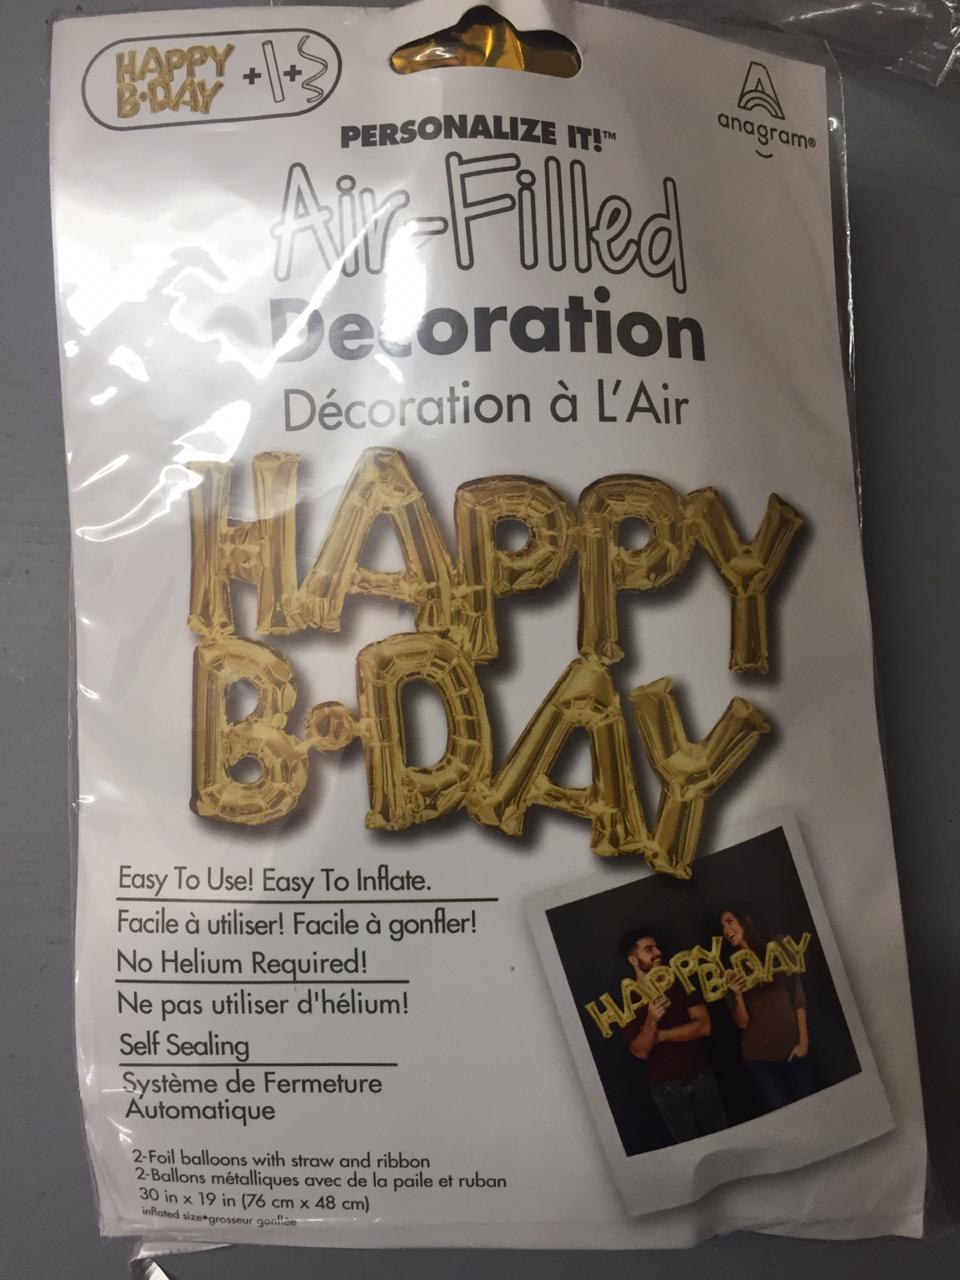 HAPPY
B•DAY
+ +
anagram®
PERSONALIZE IT!™
Air-Filled
Decoration
Décoration à L'Air
HAPPY
B•DAY
Easy To Use! Easy To Inflate.
Facile à utiliser! Facile à gonfler!
No Helium Required!
Ne pas utiliser d'hélium!
Self Sealing
Système de Fermeture
Automatique
2-Foil balloons with straw and ribbon
2-Ballons métalliques avec de la paile et ruban
30 in x 19 in (76 cm x 48 cm)
inflated size•grosseur gonflée
HAPPY
B•DAY